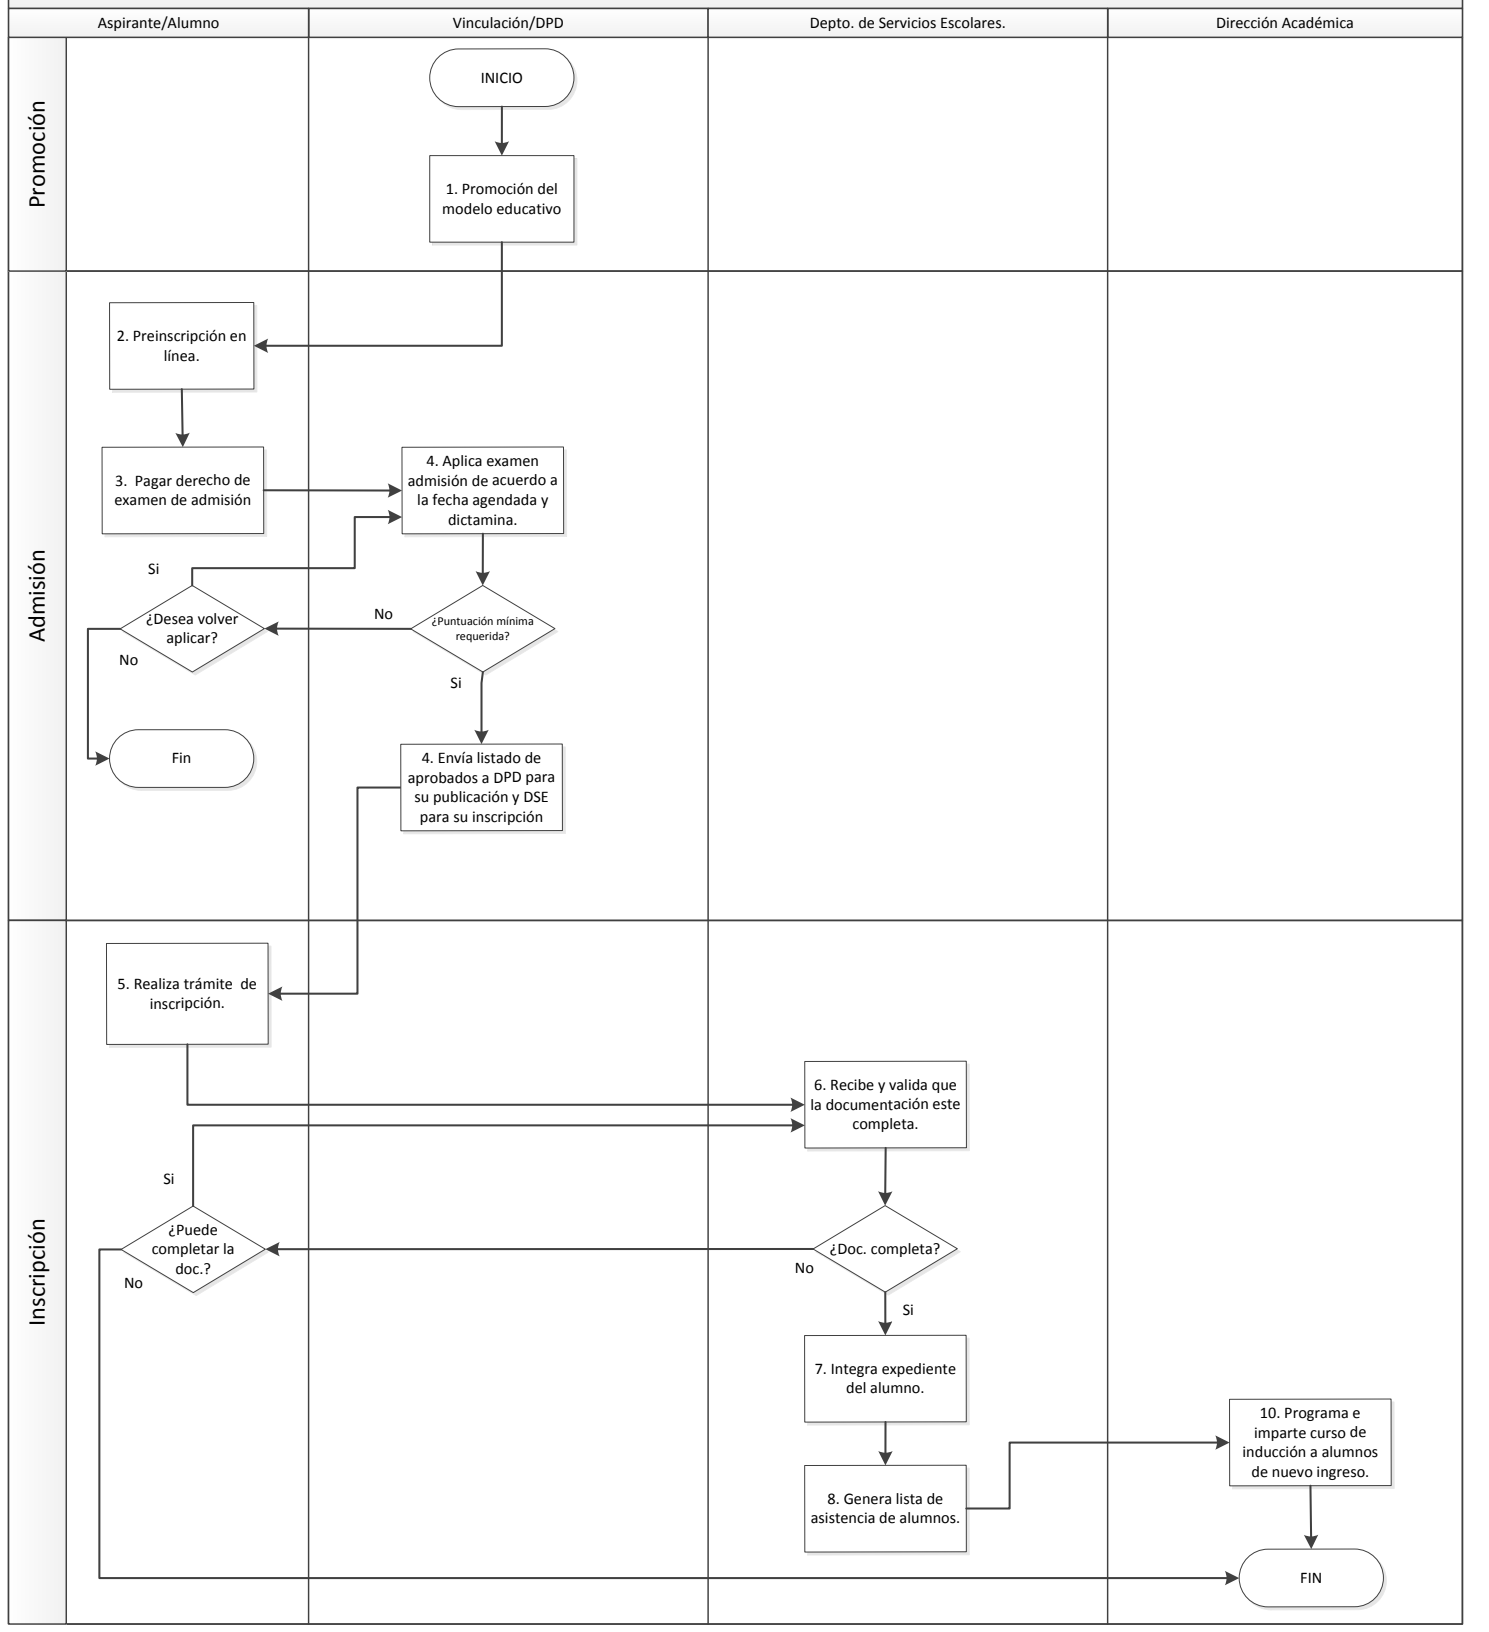 Aspirante/Alumno
Vinculación/DPD
Depto. de Servicios Escolares.
Dirección Académica
Promoción
INICIO
1. Promoción del
modelo educativo
Admisión
2. Preinscripción en
línea.
3. Pagar derecho de
examen de admisión
4. Aplica examen
admisión de acuerdo a
la fecha agendada y
dictamina.
Si
¿Desea volver
aplicar?
No
No
¿Puntuación mínima
requerida?
Si
Fin
4. Envía listado de
aprobados a DPD para
su publicación y DSE
para su inscripción
Inscripción
5. Realiza trámite de
inscripción.
6. Recibe y valida que
la documentación este
completa.
Si
¿Puede
completar la
doc.?
No
¿Doc. completa?
No
Si
7. Integra expediente
del alumno.
8. Genera lista de
asistencia de alumnos.
10. Programa e
imparte curso de
inducción a alumnos
de nuevo ingreso.
FIN